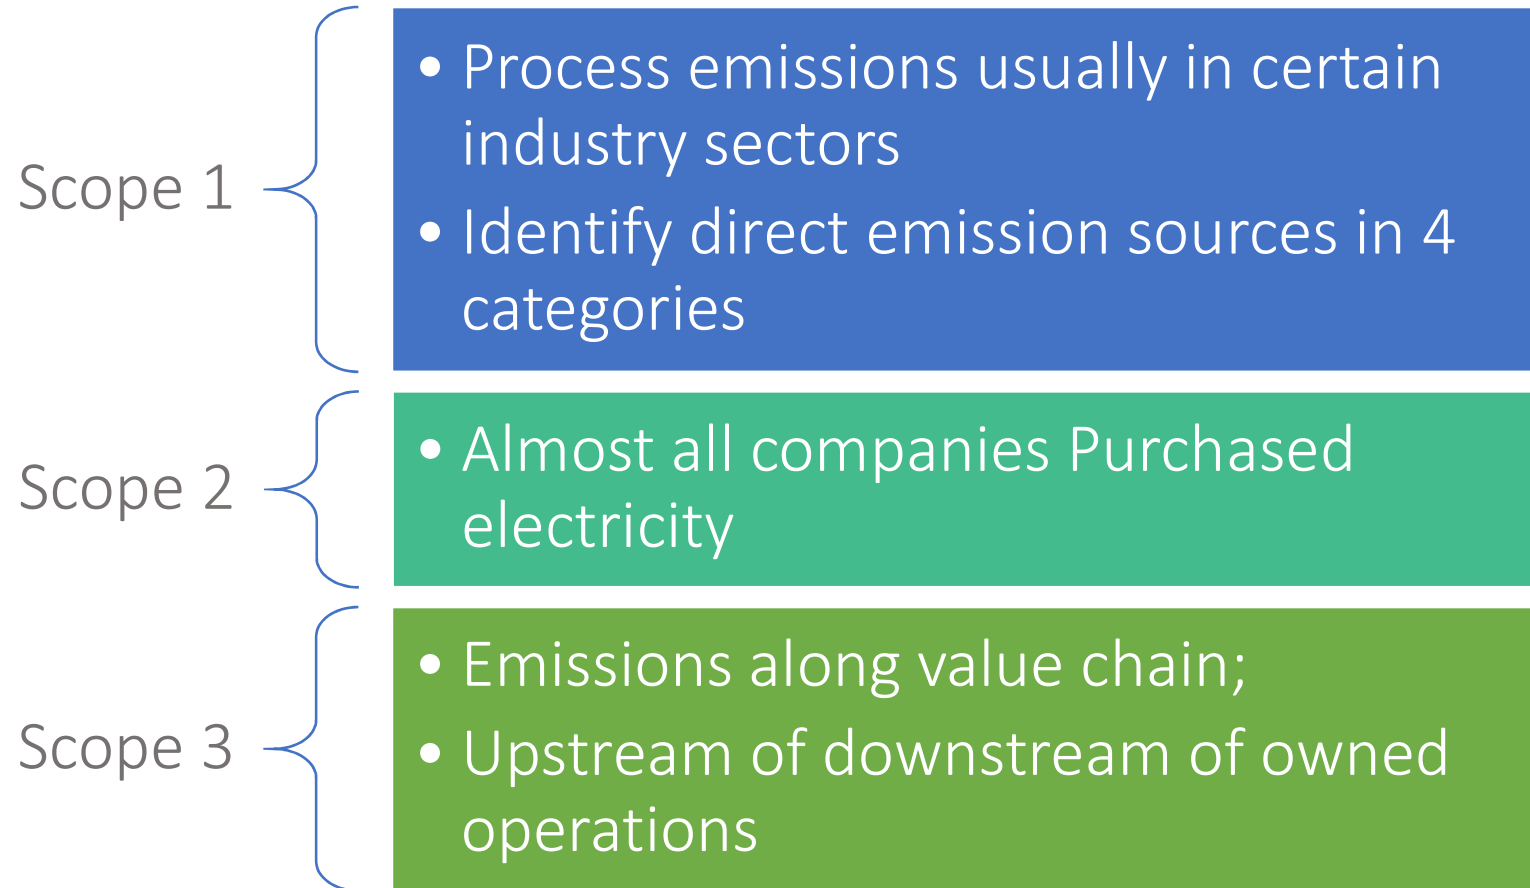 Scope 1
• Process emissions usually in certain
industry sectors
• Identify direct emission sources in 4
categories
Scope 2
• Almost all companies Purchased
electricity
Scope 3
• Emissions along value chain;
• Upstream of downstream of owned
operations